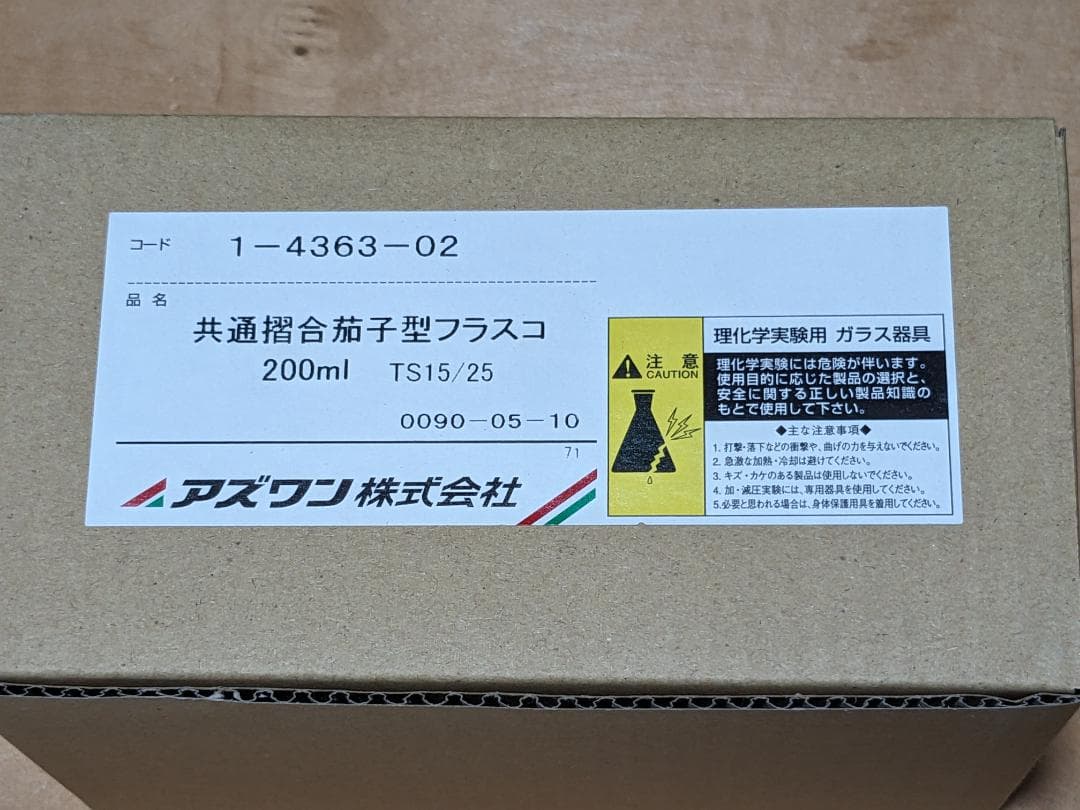 コード 1-4363-02
品名
共通摺合茄子型フラスコ
200ml TS15/25
0090-05-10
71
アズワン株式会社
注意
CAUTION
理化学実験用 ガラス器具
理化学実験には危険が伴います。
使用目的に応じた製品の選択と、
安全に関する正しい製品知識の
もとで使用して下さい。
◆主な注意事項◆
1. 打撃・落下などの衝撃や、曲げの力を与えないでください。
2. 急激な加熱・冷却は避けてください。
3. キズ・カケのある製品は使用しないでください。
4. 加・減圧実験には、専用器具を使用してください。
5.必要と思われる場合は、身体保護用具を着用してください。